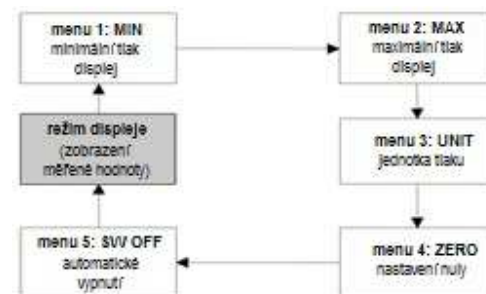 menu 1: MIN
minimální tlak
displej
menu 2: MAX
maximální tlak
displej
režim displeje
(zobrazení
měřené hodnoty)
menu 3: UNIT
jednotka tlaku
menu 5: SW OFF
automatické
vypnutí
menu 4: ZERO
nastavení nuly